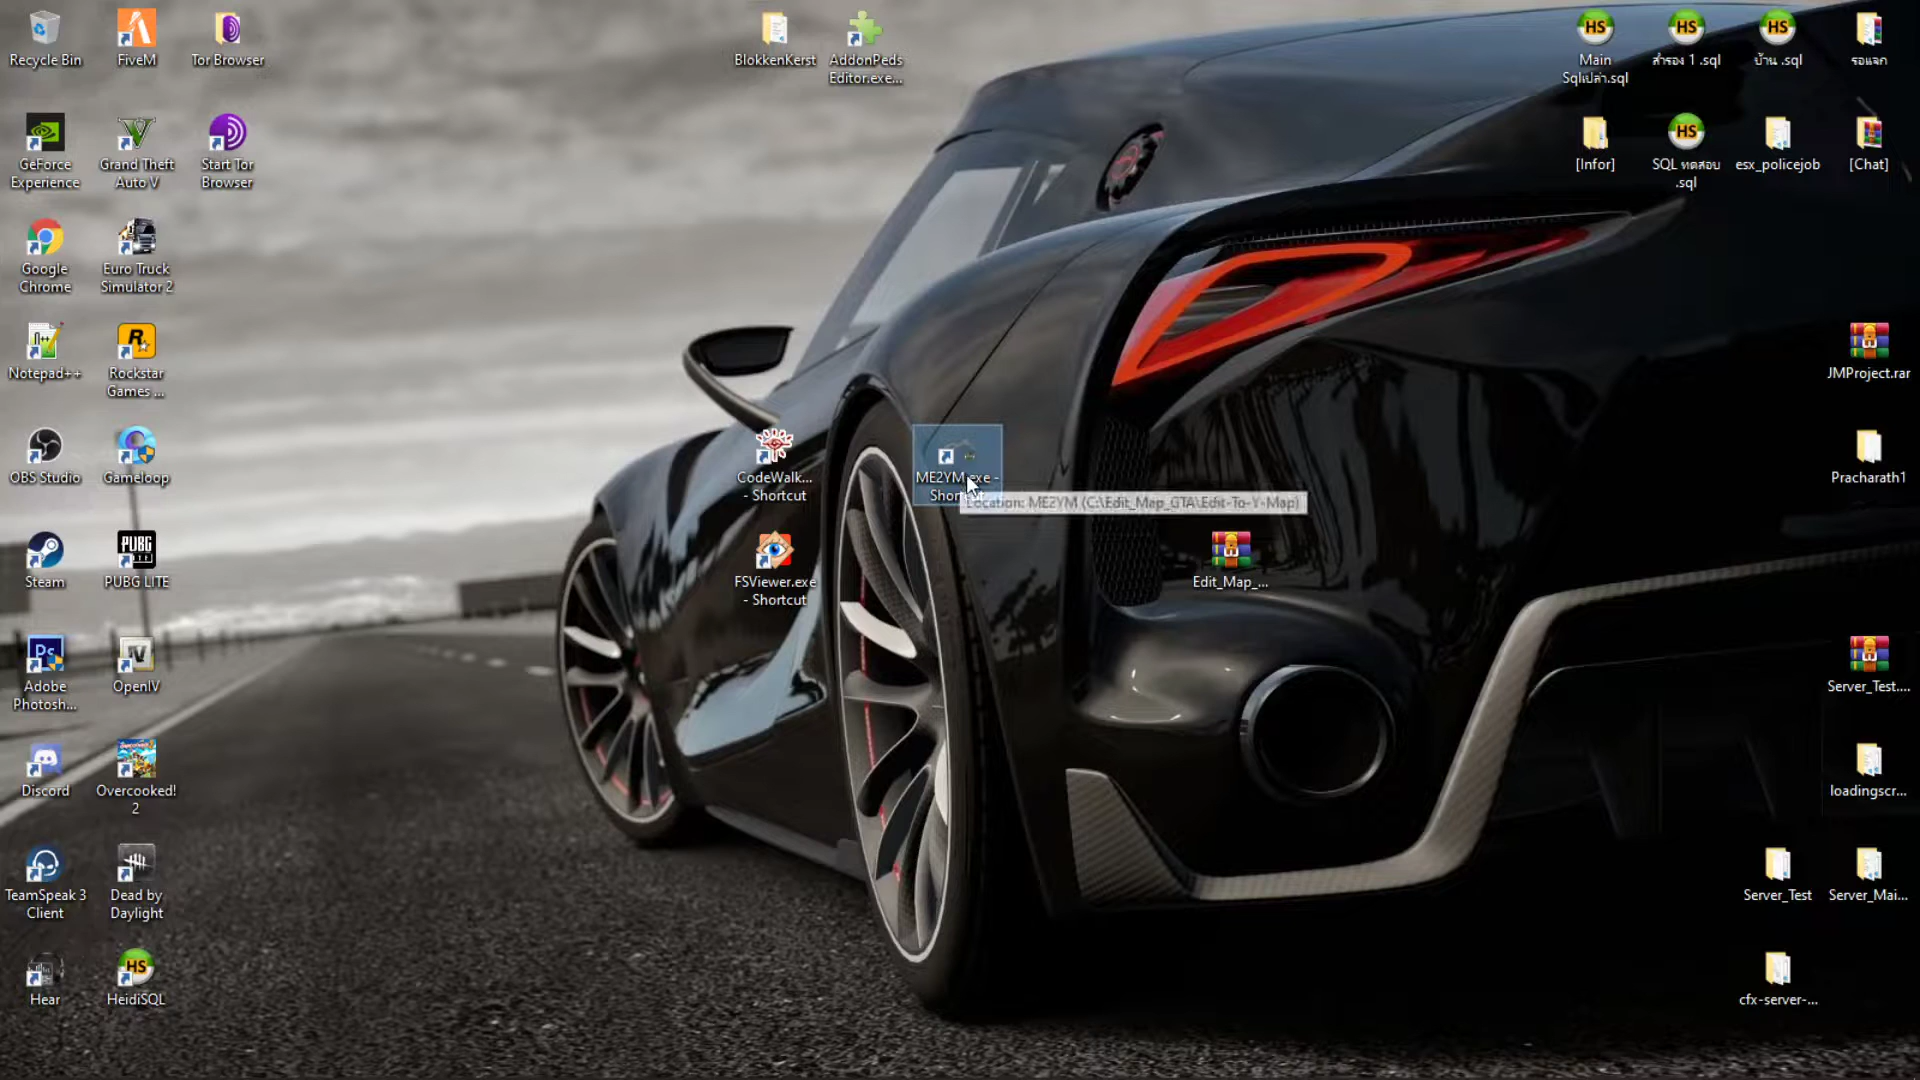 Recycle Bin
FiveM
Tor Browser
BlokkenKerst
AddonPeds
Editor.exe...
Main
Sqlเปล่า.sql
สำรอง 1 .sql
บ้าน .sql
รอแจก
GeForce
Experience
Grand Theft
Auto V
Start Tor
Browser
[Infor]
SQL ทดสอบ
.sql
esx_policejob
[Chat]
Google
Chrome
Euro Truck
Simulator 2
Notepad++
Rockstar
Games ...
JMProject.rar
OBS Studio
Gameloop
CodeWalk...
- Shortcut
ME2YM.exe -
Shortcut
Location: ME2YM (C:\Edit_Map_GTA\Edit-To-Y-Map)
Pracharath1
Steam
PUBG LITE
FSViewer.exe
- Shortcut
Edit_Map_...
Adobe
Photosh...
OpenIV
Server_Test....
Discord
Overcooked!
2
loadingscr...
TeamSpeak 3
Client
Dead by
Daylight
Server_Test
Server_Mai...
Hear
HeidiSQL
cfx-server-...